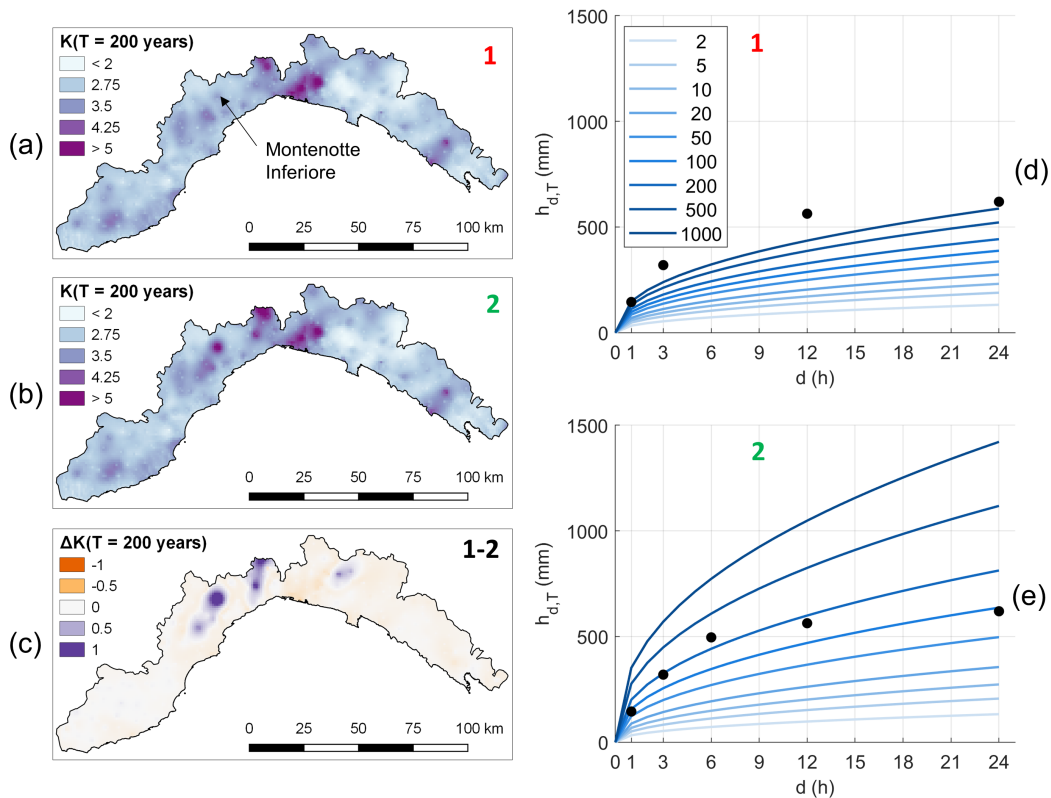 (a)
K(T = 200 years)
1
< 2
2.75
3.5
4.25
> 5
Montenotte
Inferiore
0 25 50 75 100 km
(b)
K(T = 200 years)
2
< 2
2.75
3.5
4.25
> 5
0 25 50 75 100 km
(c)
ΔK(T = 200 years)
1-2
-1
-0.5
0
0.5
1
0 25 50 75 100 km
(d)
1
2
5
10
20
50
100
200
500
1000
1500
1000
500
0
h d,T (mm)
0 1 3 6 9 12 15 18 21 24
d (h)
(e)
2
1500
1000
500
0
h d,T (mm)
0 1 3 6 9 12 15 18 21 24
d (h)